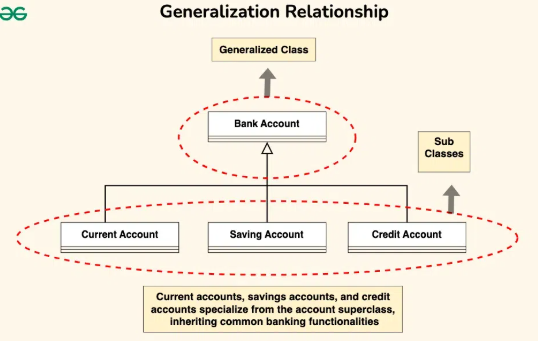 Generalization Relationship
Generalized Class
Bank Account
Sub
Classes
Current Account
Saving Account
Credit Account
Current accounts, savings accounts, and credit
accounts specialize from the account superclass,
inheriting common banking functionalities